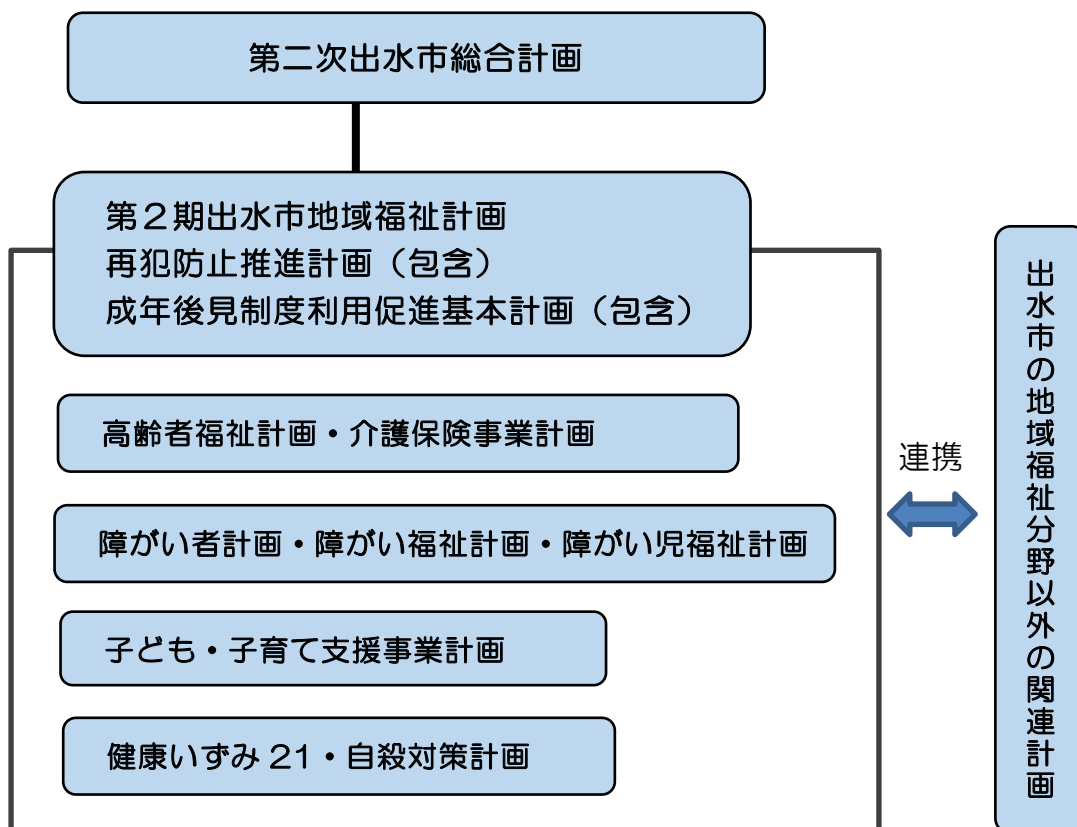 第二次出水市総合計画
第２期出水市地域福祉計画
再犯防止推進計画（包含）
成年後見制度利用促進基本計画（包含）
高齢者福祉計画・介護保険事業計画
障がい者計画・障がい福祉計画・障がい児福祉計画
子ども・子育て支援事業計画
健康いずみ 21・自殺対策計画
連携
出水市の地域福祉分野以外の関連計画